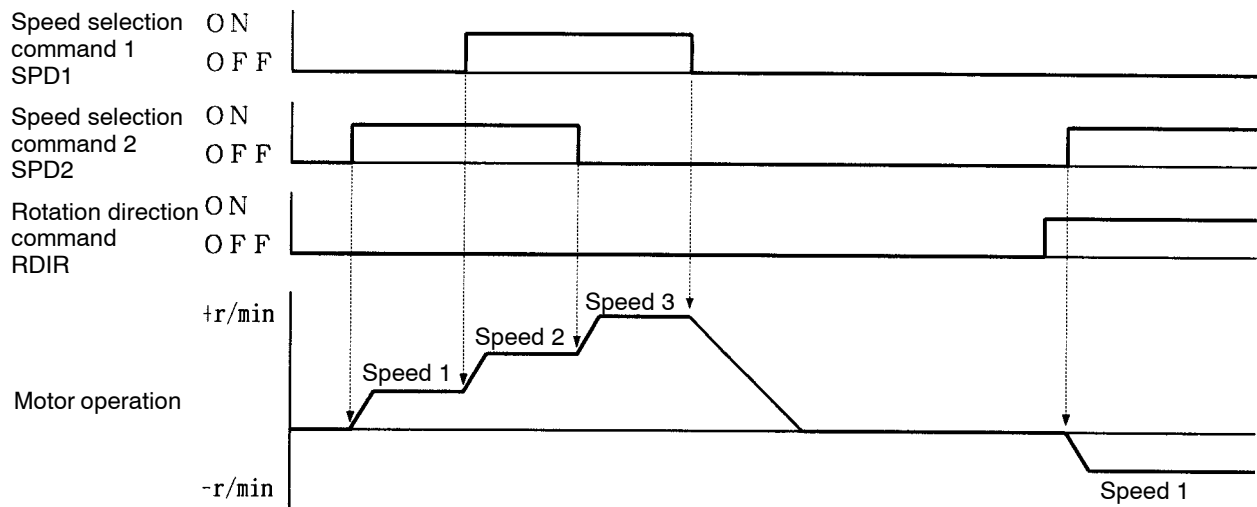 Speed selection ON
command 1
OFF
SPD1
Speed selection ON
command 2
OFF
SPD2
Rotation direction ON
command
OFF
RDIR
+r/min
Speed 3
Speed 2
Speed 1
Motor operation
-r/min
Speed 1